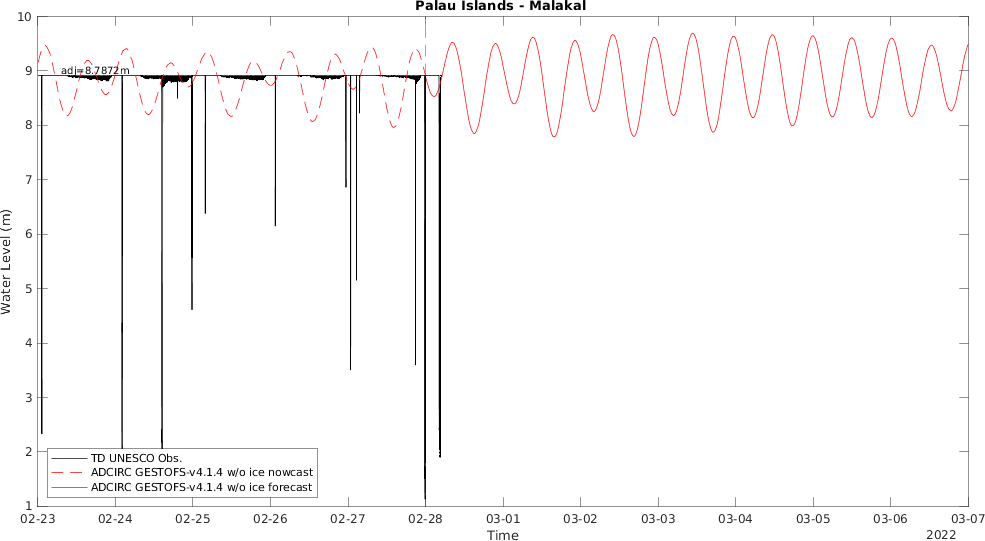 Palau Islands - Malakal
10
9
8
7
6
5
4
3
2
1
Water Level (m)
adj=8.7872m
TD UNESCO Obs.
ADCIRC GESTOFS-v4.1.4 w/o ice nowcast
ADCIRC GESTOFS-v4.1.4 w/o ice forecast
02-23 02-24 02-25 02-26 02-27 02-28 03-01 03-02 03-03 03-04 03-05 03-06 03-07
Time
2022